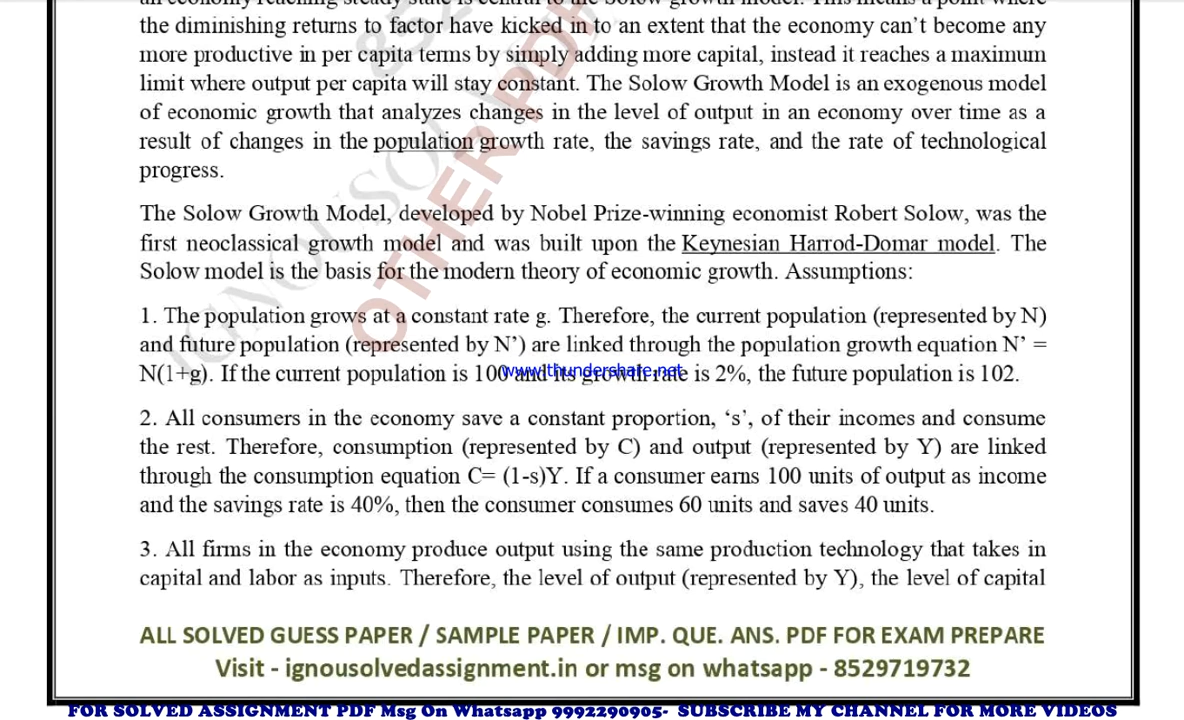 the diminishing returns to factor have kicked in to an extent that the economy can't become any
more productive in per capita terms by simply adding more capital, instead it reaches a maximum
limit where output per capita will stay constant. The Solow Growth Model is an exogenous model
of economic growth that analyzes changes in the level of output in an economy over time as a
result of changes in the population growth rate, the savings rate, and the rate of technological
progress.
The Solow Growth Model, developed by Nobel Prize-winning economist Robert Solow, was the
first neoclassical growth model and was built upon the Keynesian Harrod-Domar model. The
Solow model is the basis for the modern theory of economic growth. Assumptions:
1. The population grows at a constant rate g. Therefore, the current population (represented by N)
and future population (represented by N’) are linked through the population growth equation N’ =
N(1+g). If the current population is 100 and its growth rate is 2%, the future population is 102.
www.lthundershare.net
2. All consumers in the economy save a constant proportion, ‘s’, of their incomes and consume
the rest. Therefore, consumption (represented by C) and output (represented by Y) are linked
through the consumption equation C= (1-s)Y. If a consumer earns 100 units of output as income
and the savings rate is 40%, then the consumer consumes 60 units and saves 40 units.
3. All firms in the economy produce output using the same production technology that takes in
capital and labor as inputs. Therefore, the level of output (represented by Y), the level of capital
OTHER PDF
ALL SOLVED GUESS PAPER / SAMPLE PAPER / IMP. QUE. ANS. PDF FOR EXAM PREPARE
Visit - ignousolvedassignment.in or msg on whatsapp - 8529719732
FOR SOLVED ASSIGNMENT PDF Msg On Whatsapp 9992290905- SUBSCRIBE MY CHANNEL FOR MORE VIDEOS